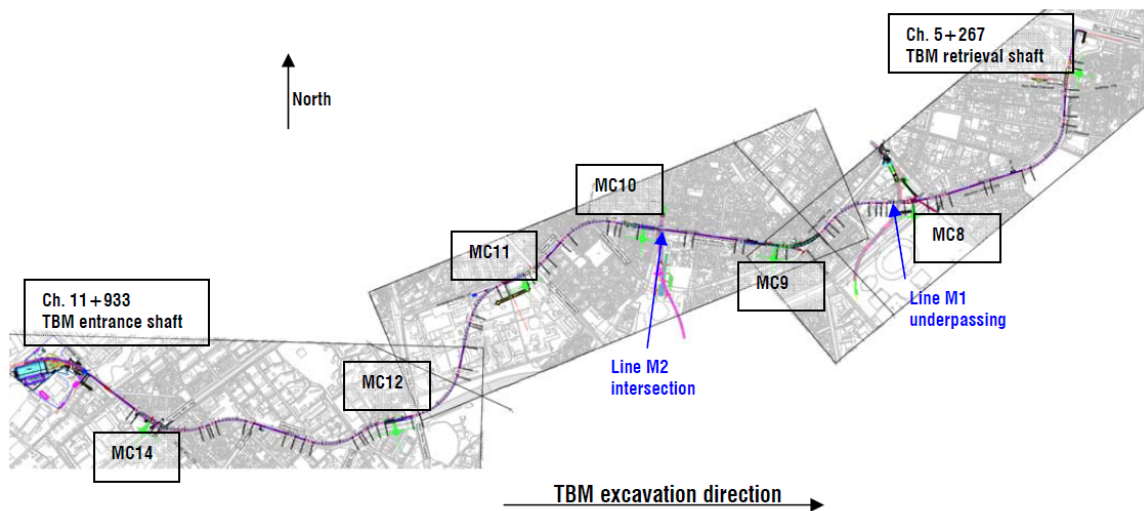 Ch. 5+267
TBM retrieval shaft
North
MC10
MC11
MC8
MC9
Ch. 11+933
TBM entrance shaft
Line M1
underpassing
Line M2
intersection
MC12
MC14
TBM excavation direction